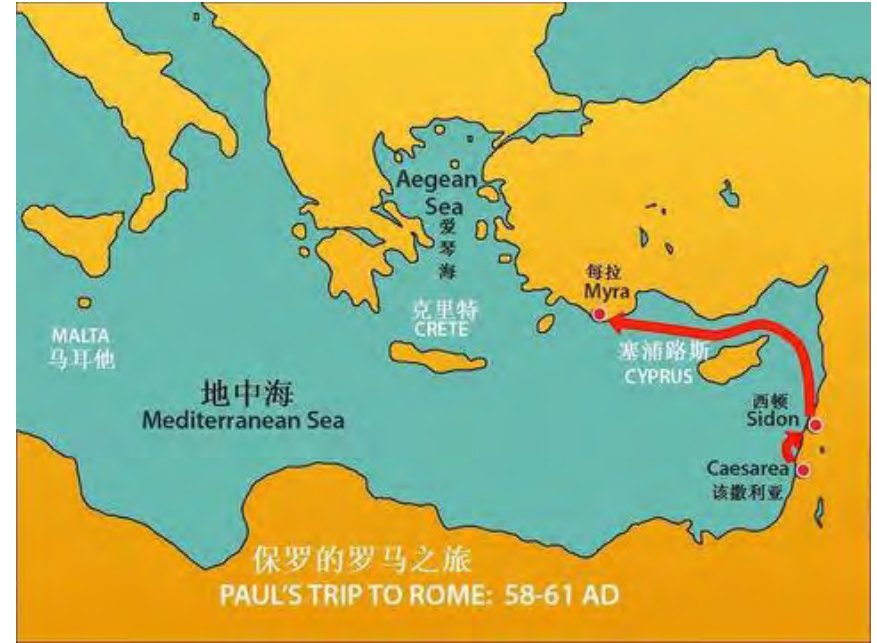 Aegean
Sea
爱
琴
海
每拉
Myra
克里特
CRETE
MALTA
马耳他
塞浦路斯
CYPRUS
地中海
Mediterranean Sea
西顿
Sidon
Caesarea
该撒利亚
保罗的罗马之旅
PAUL'S TRIP TO ROME: 58-61 AD